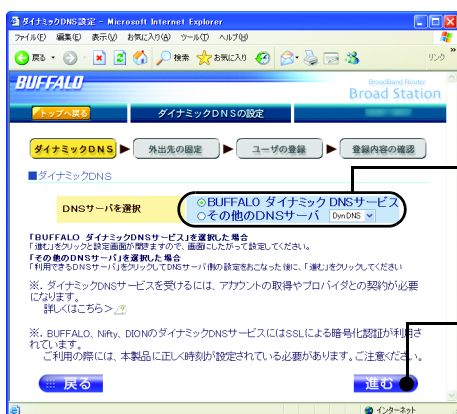 ダイナミックDNS設定 - Microsoft Internet Explorer
ファイル(F) 編集(E) 表示(V) お気に入り(A) ツール(T) ヘルプ(H)
戻る 検索 お気に入り リンク »
BUFFALO
BroadBand Router
Broad Station
トップへ戻る ダイナミックDNSの設定
ダイナミックDNS 外出先の固定 ユーザの登録 登録内容の確認
■ダイナミックDNS
DNSサーバを選択
BUFFALO ダイナミック DNSサービス
その他のDNSサーバ DynDNS
「BUFFALO ダイナミックDNSサービス」を選択した場合
「進む」をクリックと設定画面が開きますので、画面にしたがって設定してください。
「その他のDNSサーバ」を選択した場合
「利用できるDNSサーバ」をクリックしてDNSサーバ側の設定をおこなった後に、「進む」をクリックしてください
※. ダイナミックDNSサービスを受けるには、アカウントの取得やプロバイダとの契約が必要
になります。
詳しくはこちら>
※. BUFFALO、Nifty、DIONのダイナミックDNSサービスにはSSLによる暗号化認証が利用さ
れています。
ご利用の際には、本製品に正しく時刻が設定されている必要があります。ご注意ください。
戻る 進む
インターネット